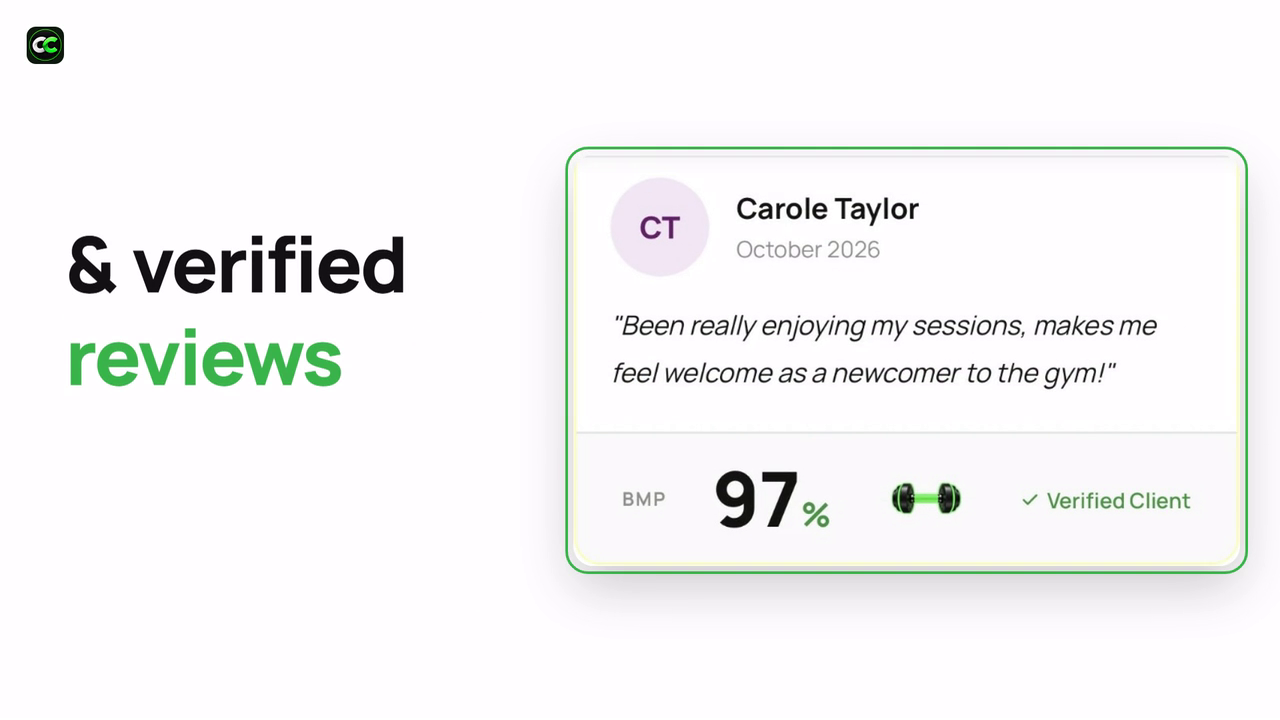 CC
& verified
reviews
CT
Carole Taylor
October 2026
"Been really enjoying my sessions, makes me
feel welcome as a newcomer to the gym!"
BMP
97%
✓ Verified Client